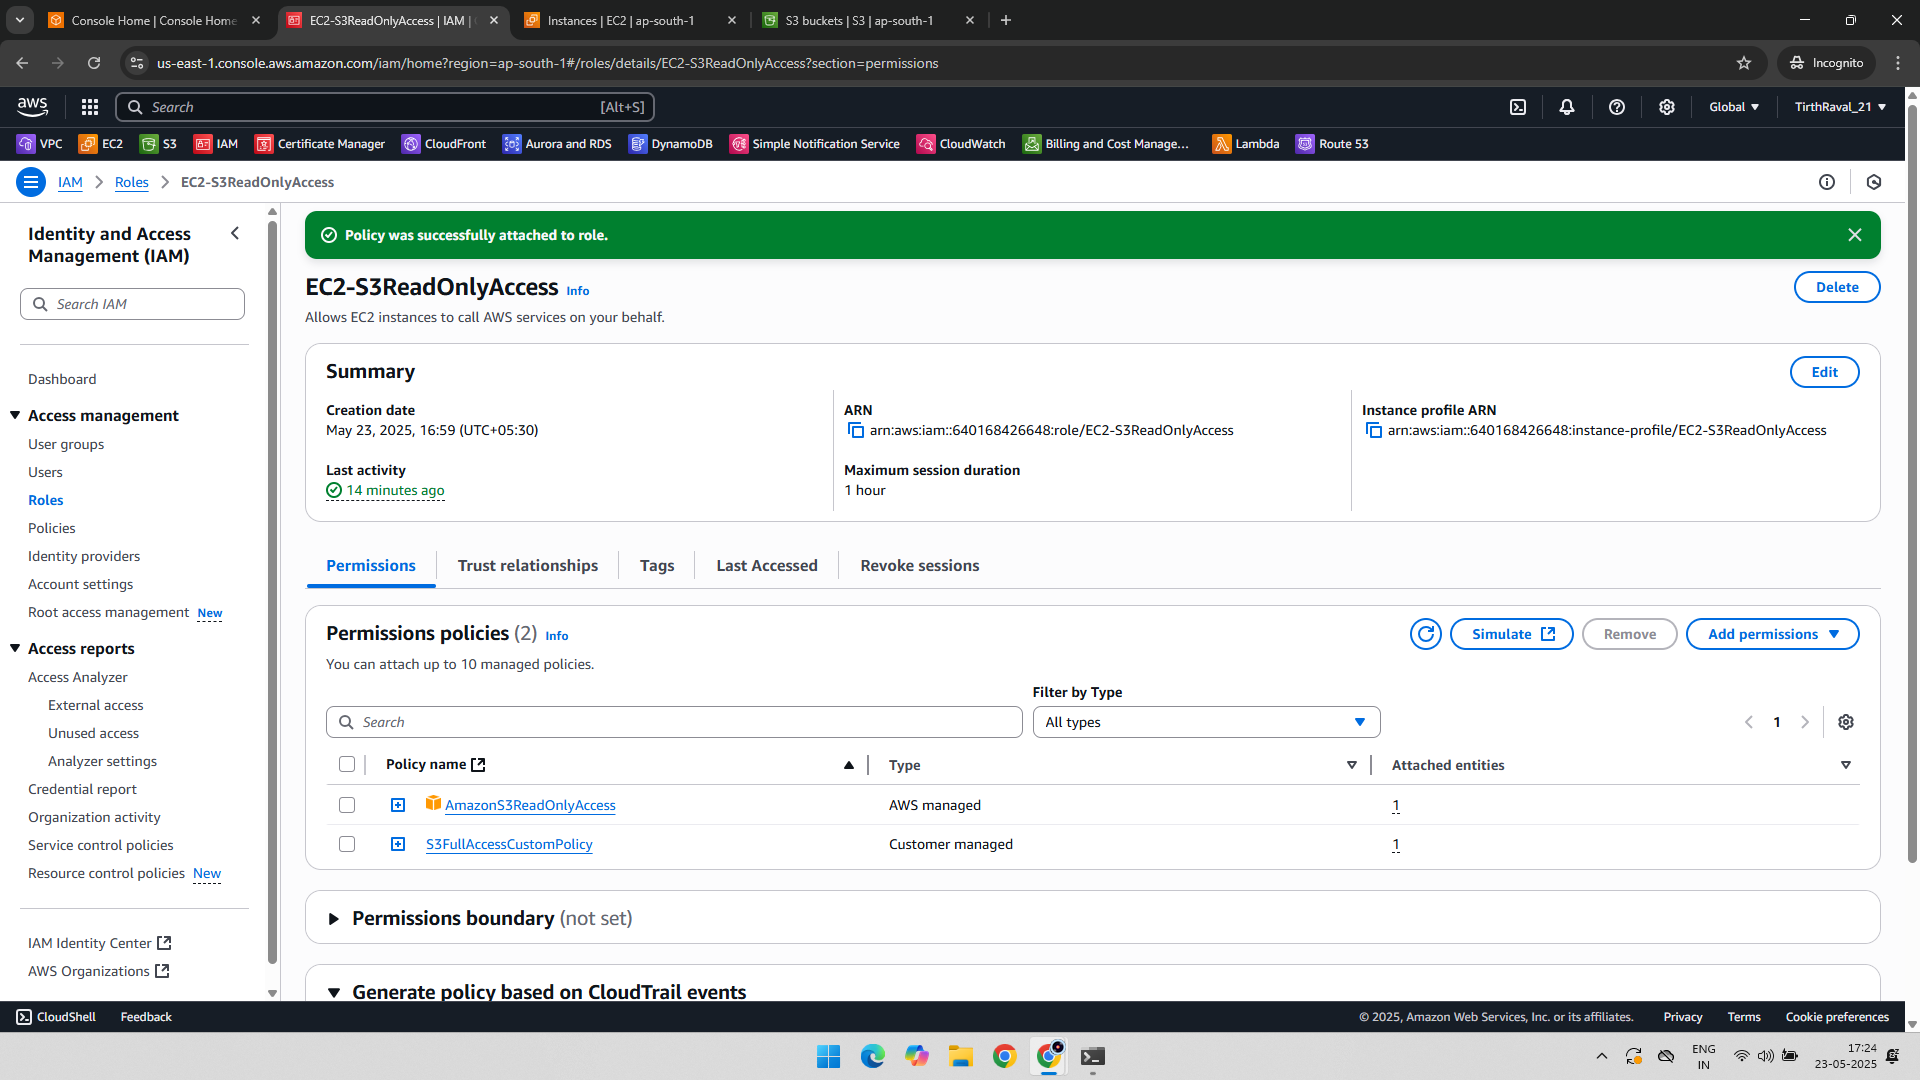 Console Home | Console Home
EC2-S3ReadOnlyAccess | IAM |
Instances | EC2 | ap-south-1
S3 buckets | S3 | ap-south-1
us-east-1.console.aws.amazon.com/iam/home?region=ap-south-1#/roles/details/EC2-S3ReadOnlyAccess?section=permissions
Incognito
aws
Search
[Alt+S]
Global
TirthRaval_21
VPC
EC2
S3
IAM
Certificate Manager
CloudFront
Aurora and RDS
DynamoDB
Simple Notification Service
CloudWatch
Billing and Cost Manage...
Lambda
Route 53
IAM
Roles
EC2-S3ReadOnlyAccess
Identity and Access
Management (IAM)
Search IAM
Dashboard
Access management
User groups
Users
Roles
Policies
Identity providers
Account settings
Root access management New
Access reports
Access Analyzer
External access
Unused access
Analyzer settings
Credential report
Organization activity
Service control policies
Resource control policies New
IAM Identity Center
AWS Organizations
Policy was successfully attached to role.
EC2-S3ReadOnlyAccess Info
Delete
Allows EC2 instances to call AWS services on your behalf.
Summary
Edit
Creation date
May 23, 2025, 16:59 (UTC+05:30)
Last activity
14 minutes ago
ARN
arn:aws:iam::640168426648:role/EC2-S3ReadOnlyAccess
Maximum session duration
1 hour
Instance profile ARN
arn:aws:iam::640168426648:instance-profile/EC2-S3ReadOnlyAccess
Permissions
Trust relationships
Tags
Last Accessed
Revoke sessions
Permissions policies (2) Info
Simulate
Remove
Add permissions
You can attach up to 10 managed policies.
Filter by Type
Search
All types
1
Policy name
Type
Attached entities
AmazonS3ReadOnlyAccess
AWS managed
1
S3FullAccessCustomPolicy
Customer managed
1
Permissions boundary (not set)
Generate policy based on CloudTrail events
CloudShell
Feedback
© 2025, Amazon Web Services, Inc. or its affiliates.
Privacy
Terms
Cookie preferences
ENG
IN
17:24
23-05-2025